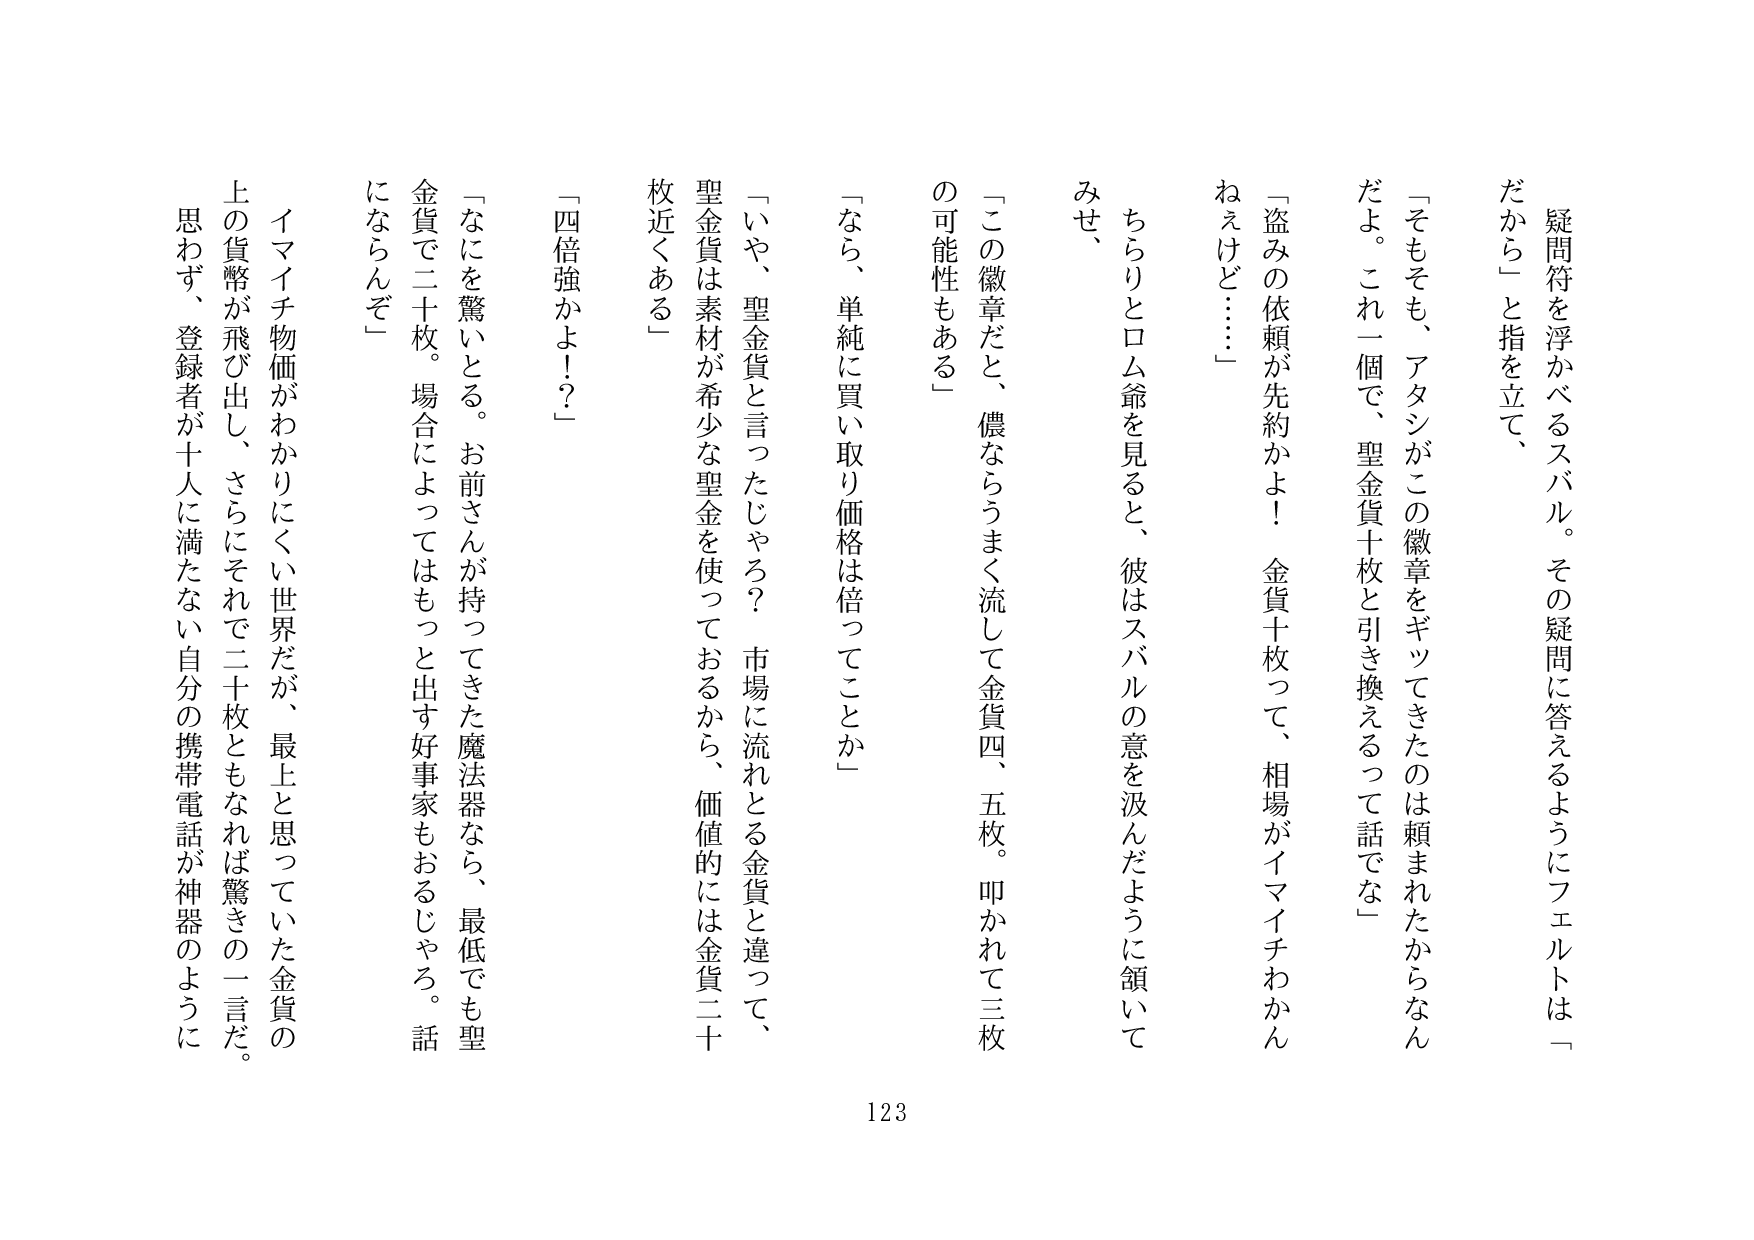 疑問符を浮かべるスバル。その疑問に答えるようにフェルトは「
だから」と指を立て、
「そもそも、アタシがこの徽章をギッてきたのは頼まれたからなん
だよ。これ一個で、聖金貨十枚と引き換えるって話でな」
「盗みの依頼が先約かよ！　金貨十枚って、相場がイマイチわかん
ねぇけど……」
ちらりとロム爺を見ると、彼はスバルの意を汲んだように頷いて
みせ、
「この徽章だと、儂ならうまく流して金貨四、五枚。叩かれて三枚
の可能性もある」
「なら、単純に買い取り価格は倍ってことか」
「いや、聖金貨と言ったじゃろ？　市場に流れとる金貨と違って、
聖金貨は素材が希少な聖金を使っておるから、価値的には金貨二十
枚近くある」
「四倍強かよ！？」
「なにを驚いとる。お前さんが持ってきた魔法器なら、最低でも聖
金貨で二十枚。場合によってはもっと出す好事家もおるじゃろ。話
にならんぞ」
イマイチ物価がわかりにくい世界だが、最上と思っていた金貨の
上の貨幣が飛び出し、さらにそれで二十枚ともなれば驚きの一言だ。
思わず、登録者が十人に満たない自分の携帯電話が神器のように
123